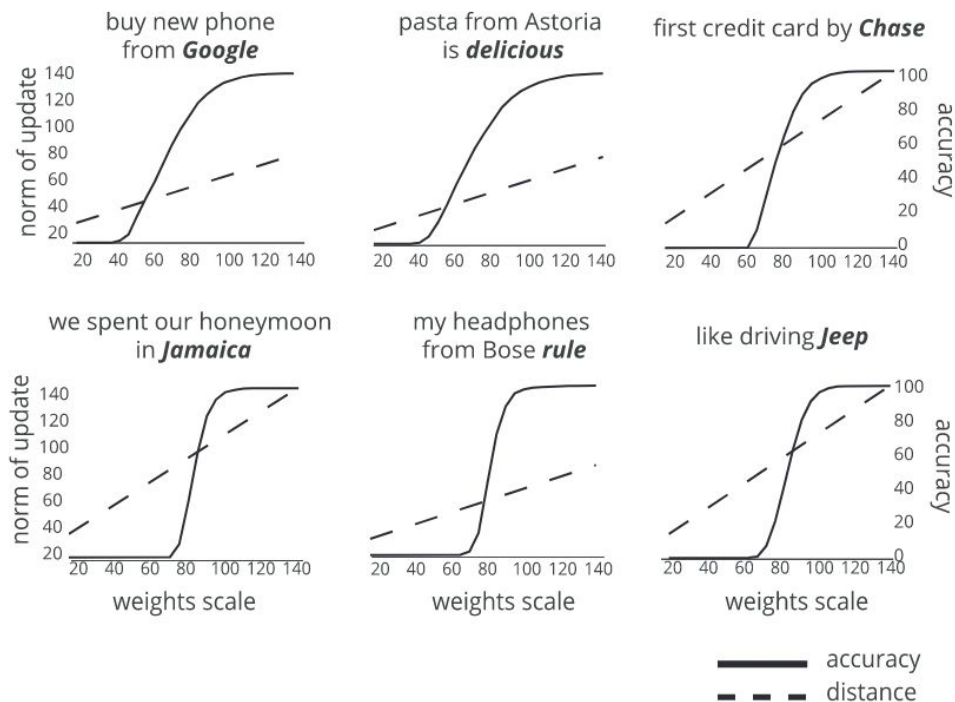 buy new phone
from Google
pasta from Astoria
is delicious
first credit card by Chase
norm of update
140
120
100
80
60
40
20
20 40 60 80 100 120 140
20 40 60 80 100 120 140
20 40 60 80 100 120 140
100
80
60
40
20
0
accuracy
we spent our honeymoon
in Jamaica
my headphones
from Bose rule
like driving Jeep
norm of update
140
120
100
80
60
40
20
20 40 60 80 100 120 140
20 40 60 80 100 120 140
20 40 60 80 100 120 140
100
80
60
40
20
0
accuracy
weights scale
weights scale
weights scale
accuracy
distance